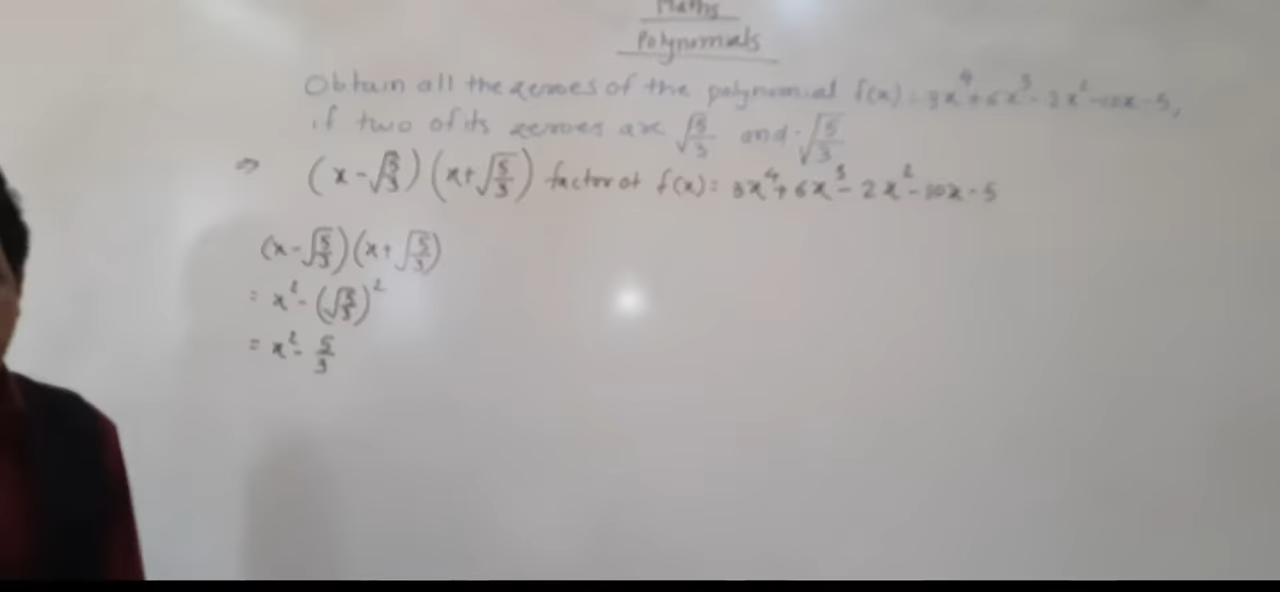 Maths
Polynomials
Obtain all the zeroes of the polynomial f(x) = 3x⁴ + 6x³ - 2x² - 10x - 5,
if two of its zeroes are √5/3 and -√5/3
⇒ (x - √5/3) (x + √5/3) factor of f(x) = 3x⁴ + 6x³ - 2x² - 10x - 5
(x - √5/3) (x + √5/3)
= x² - (√5/3)²
= x² - 5/3